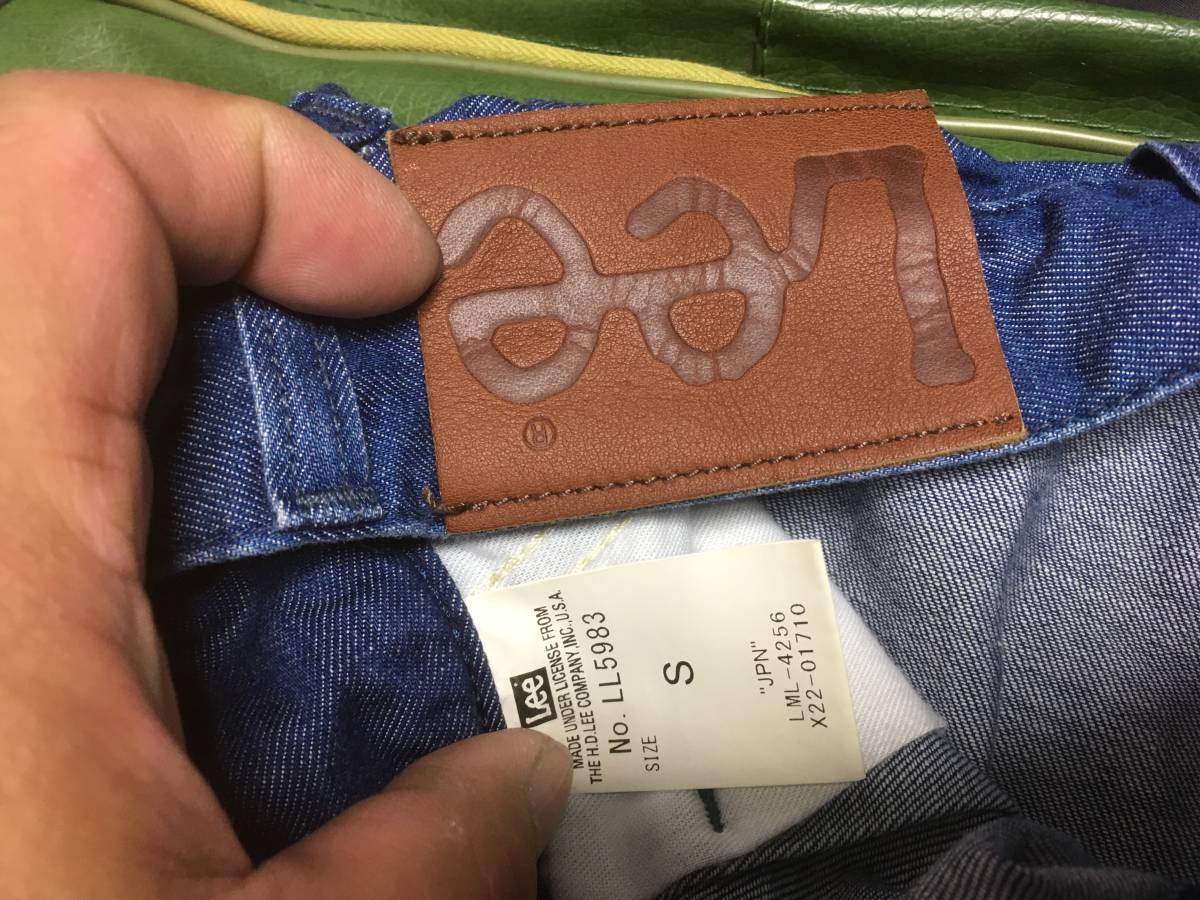 Lee
®
Lee
MADE UNDER LICENSE FROM
THE H.D.LEE COMPANY,INC.,U.S.A.
No. LL5983
SIZE S
"JPN"
LML-4256
X22-01710